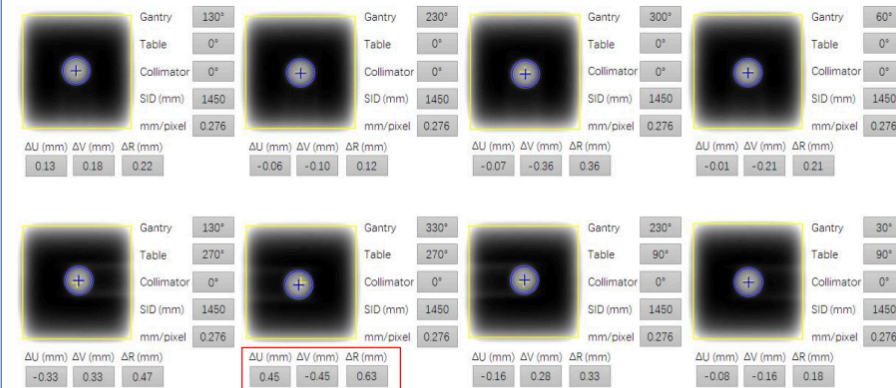 Gantry 130° Gantry 230° Gantry 300° Gantry 60°
Table 0° Table 0° Table 0° Table 0°
Collimator 0° Collimator 0° Collimator 0° Collimator 0°
SID (mm) 1450 SID (mm) 1450 SID (mm) 1450 SID (mm) 1450
mm/pixel 0.276 mm/pixel 0.276 mm/pixel 0.276 mm/pixel 0.276
ΔU (mm) ΔV (mm) ΔR (mm) ΔU (mm) ΔV (mm) ΔR (mm) ΔU (mm) ΔV (mm) ΔR (mm) ΔU (mm) ΔV (mm) ΔR (mm)
0.13 0.18 0.22 -0.06 -0.10 0.12 -0.07 -0.36 0.36 -0.01 -0.21 0.21
Gantry 130° Gantry 330° Gantry 230° Gantry 30°
Table 270° Table 270° Table 90° Table 90°
Collimator 0° Collimator 0° Collimator 0° Collimator 0°
SID (mm) 1450 SID (mm) 1450 SID (mm) 1450 SID (mm) 1450
mm/pixel 0.276 mm/pixel 0.276 mm/pixel 0.276 mm/pixel 0.276
ΔU (mm) ΔV (mm) ΔR (mm) ΔU (mm) ΔV (mm) ΔR (mm) ΔU (mm) ΔV (mm) ΔR (mm) ΔU (mm) ΔV (mm) ΔR (mm)
-0.33 0.33 0.47 0.45 -0.45 0.63 -0.16 0.28 0.33 -0.08 -0.16 0.18